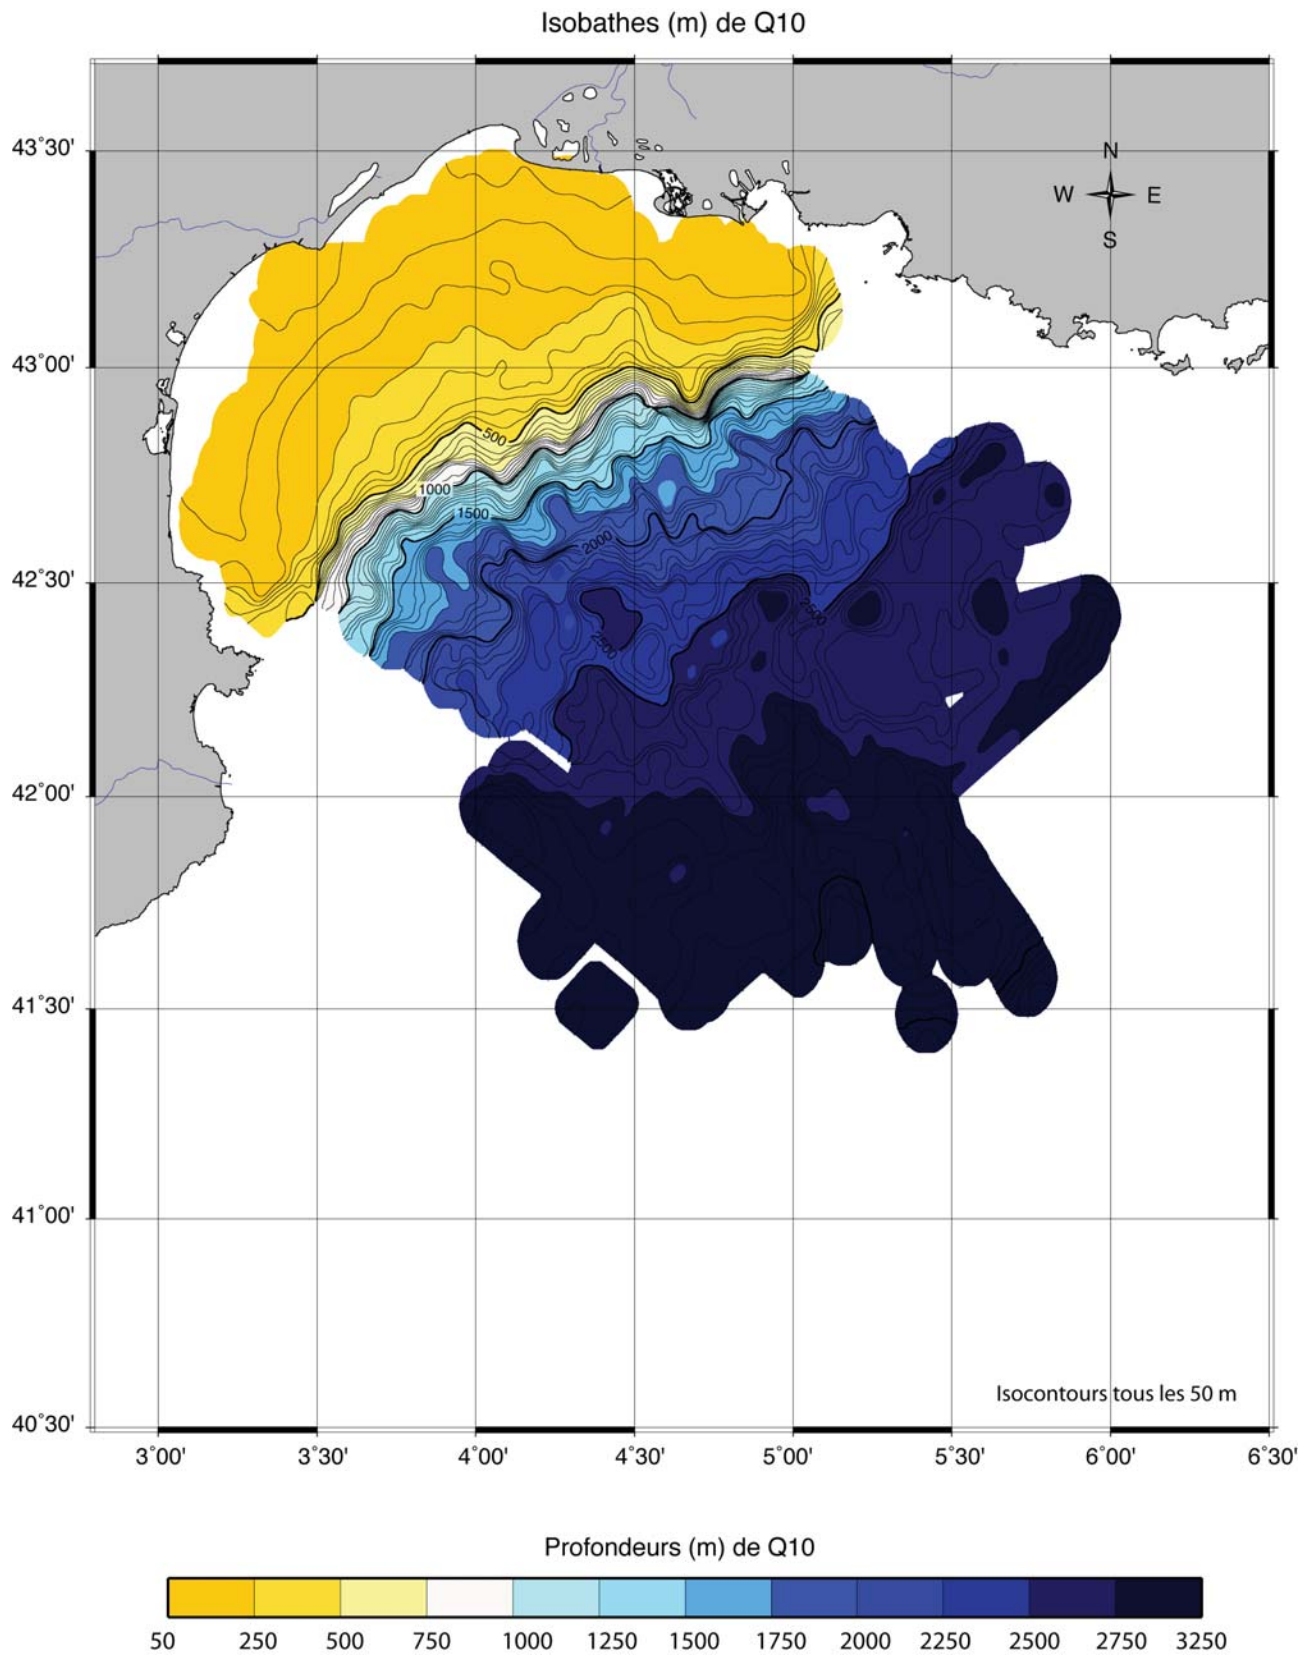 Isobathes (m) de Q10
43˚30'
N
W E
S
43˚00'
500
1000
1500
2000
42˚30'
2500
2500
42˚00'
41˚30'
41˚00'
Isocontours tous les 50 m
40˚30'
3˚00' 3˚30' 4˚00' 4˚30' 5˚00' 5˚30' 6˚00' 6˚30'
Profondeurs (m) de Q10
50 250 500 750 1000 1250 1500 1750 2000 2250 2500 2750 3250